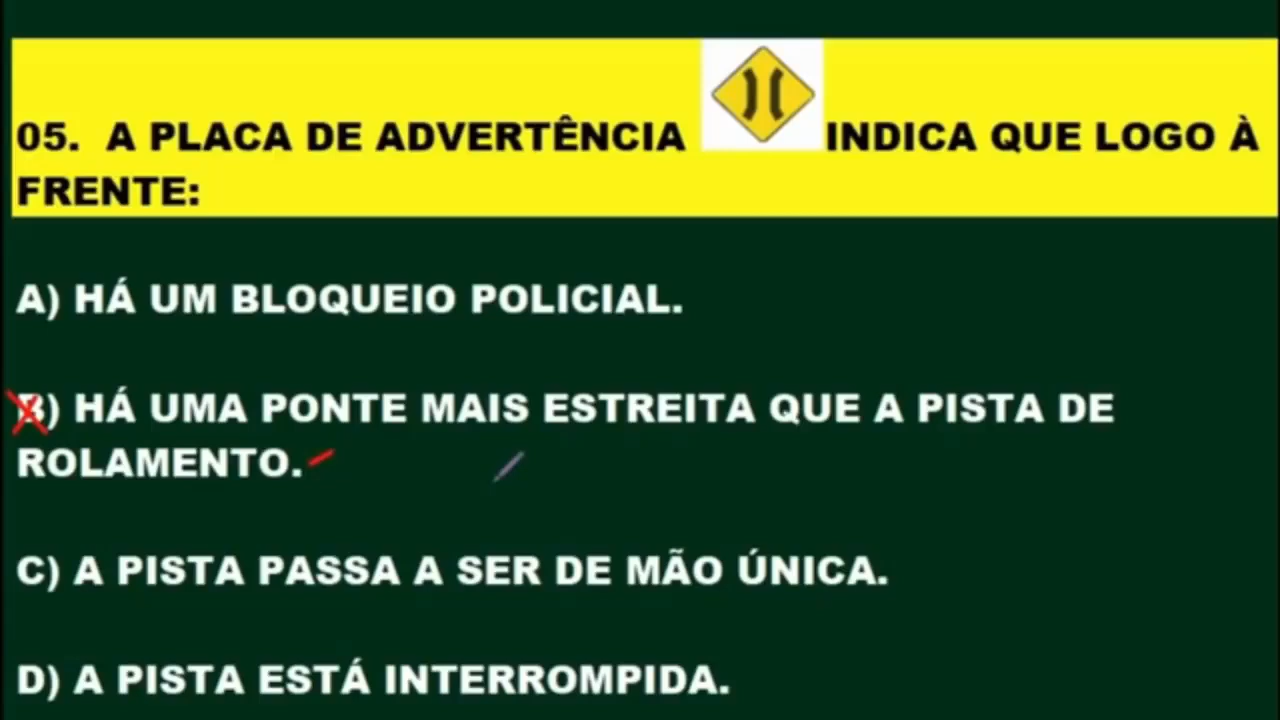 05. A PLACA DE ADVERTÊNCIA INDICA QUE LOGO À
FRENTE:
A) HÁ UM BLOQUEIO POLICIAL.
B) HÁ UMA PONTE MAIS ESTREITA QUE A PISTA DE
ROLAMENTO.
C) A PISTA PASSA A SER DE MÃO ÚNICA.
D) A PISTA ESTÁ INTERROMPIDA.